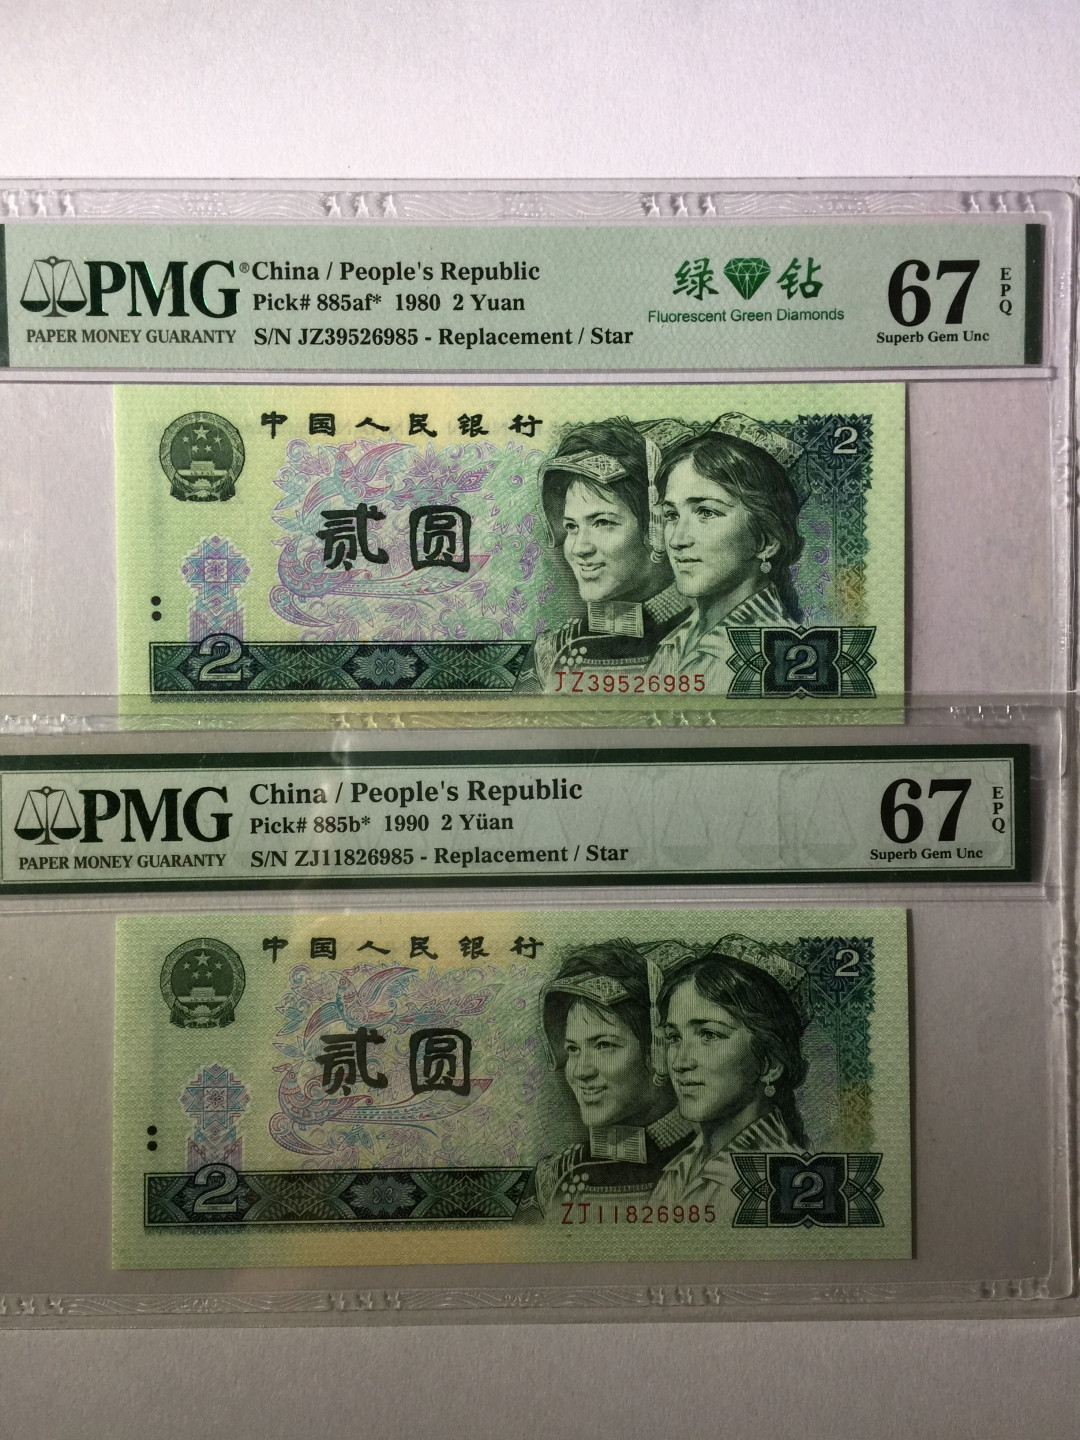 PMG®
PAPER MONEY GUARANTY
China / People's Republic
Pick# 885af* 1980 2 Yuan
S/N JZ39526985 - Replacement / Star
绿钻
Fluorescent Green Diamonds
67
EPQ
Superb Gem Unc
中国人民银行
2
贰圆
2
JZ39526985
2
PMG
PAPER MONEY GUARANTY
China / People's Republic
Pick# 885b* 1990 2 Yüan
S/N ZJ11826985 - Replacement / Star
67
EPQ
Superb Gem Unc
中国人民银行
2
贰圆
2
ZJ11826985
2